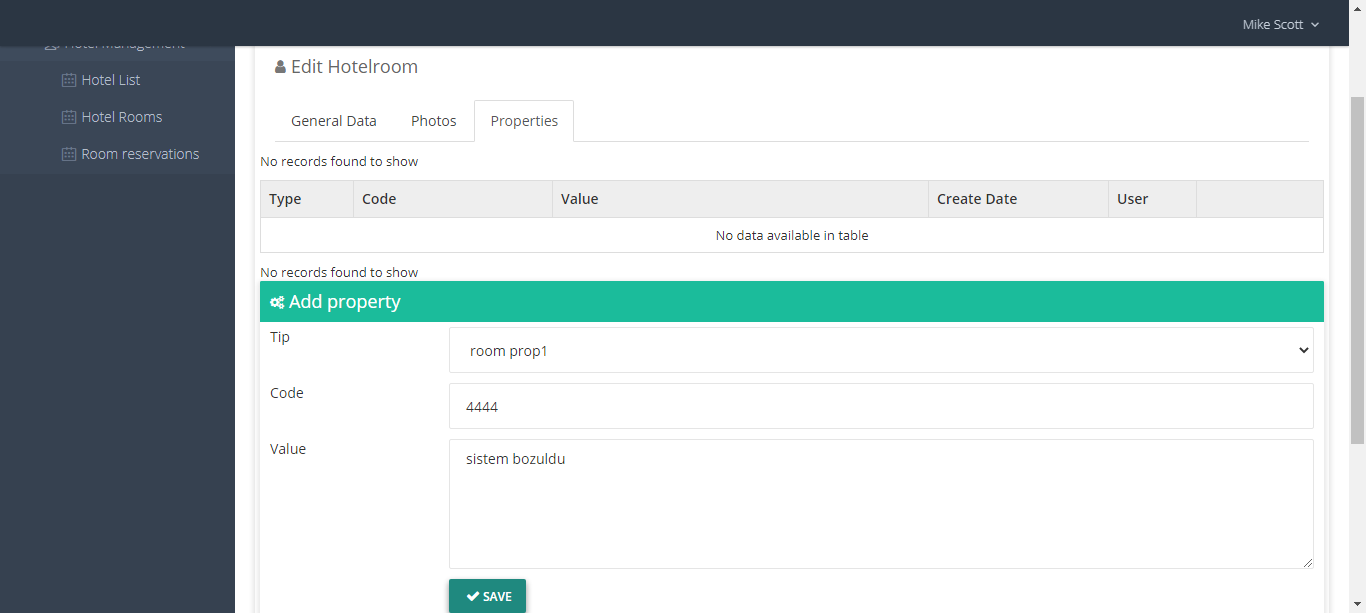 Mike Scott
Hotel Management
Hotel List
Hotel Rooms
Room reservations
Edit Hotelroom
General Data Photos Properties
No records found to show
Type Code Value Create Date User
No data available in table
No records found to show
Add property
Tip
room prop1
Code
4444
Value
sistem bozuldu
SAVE